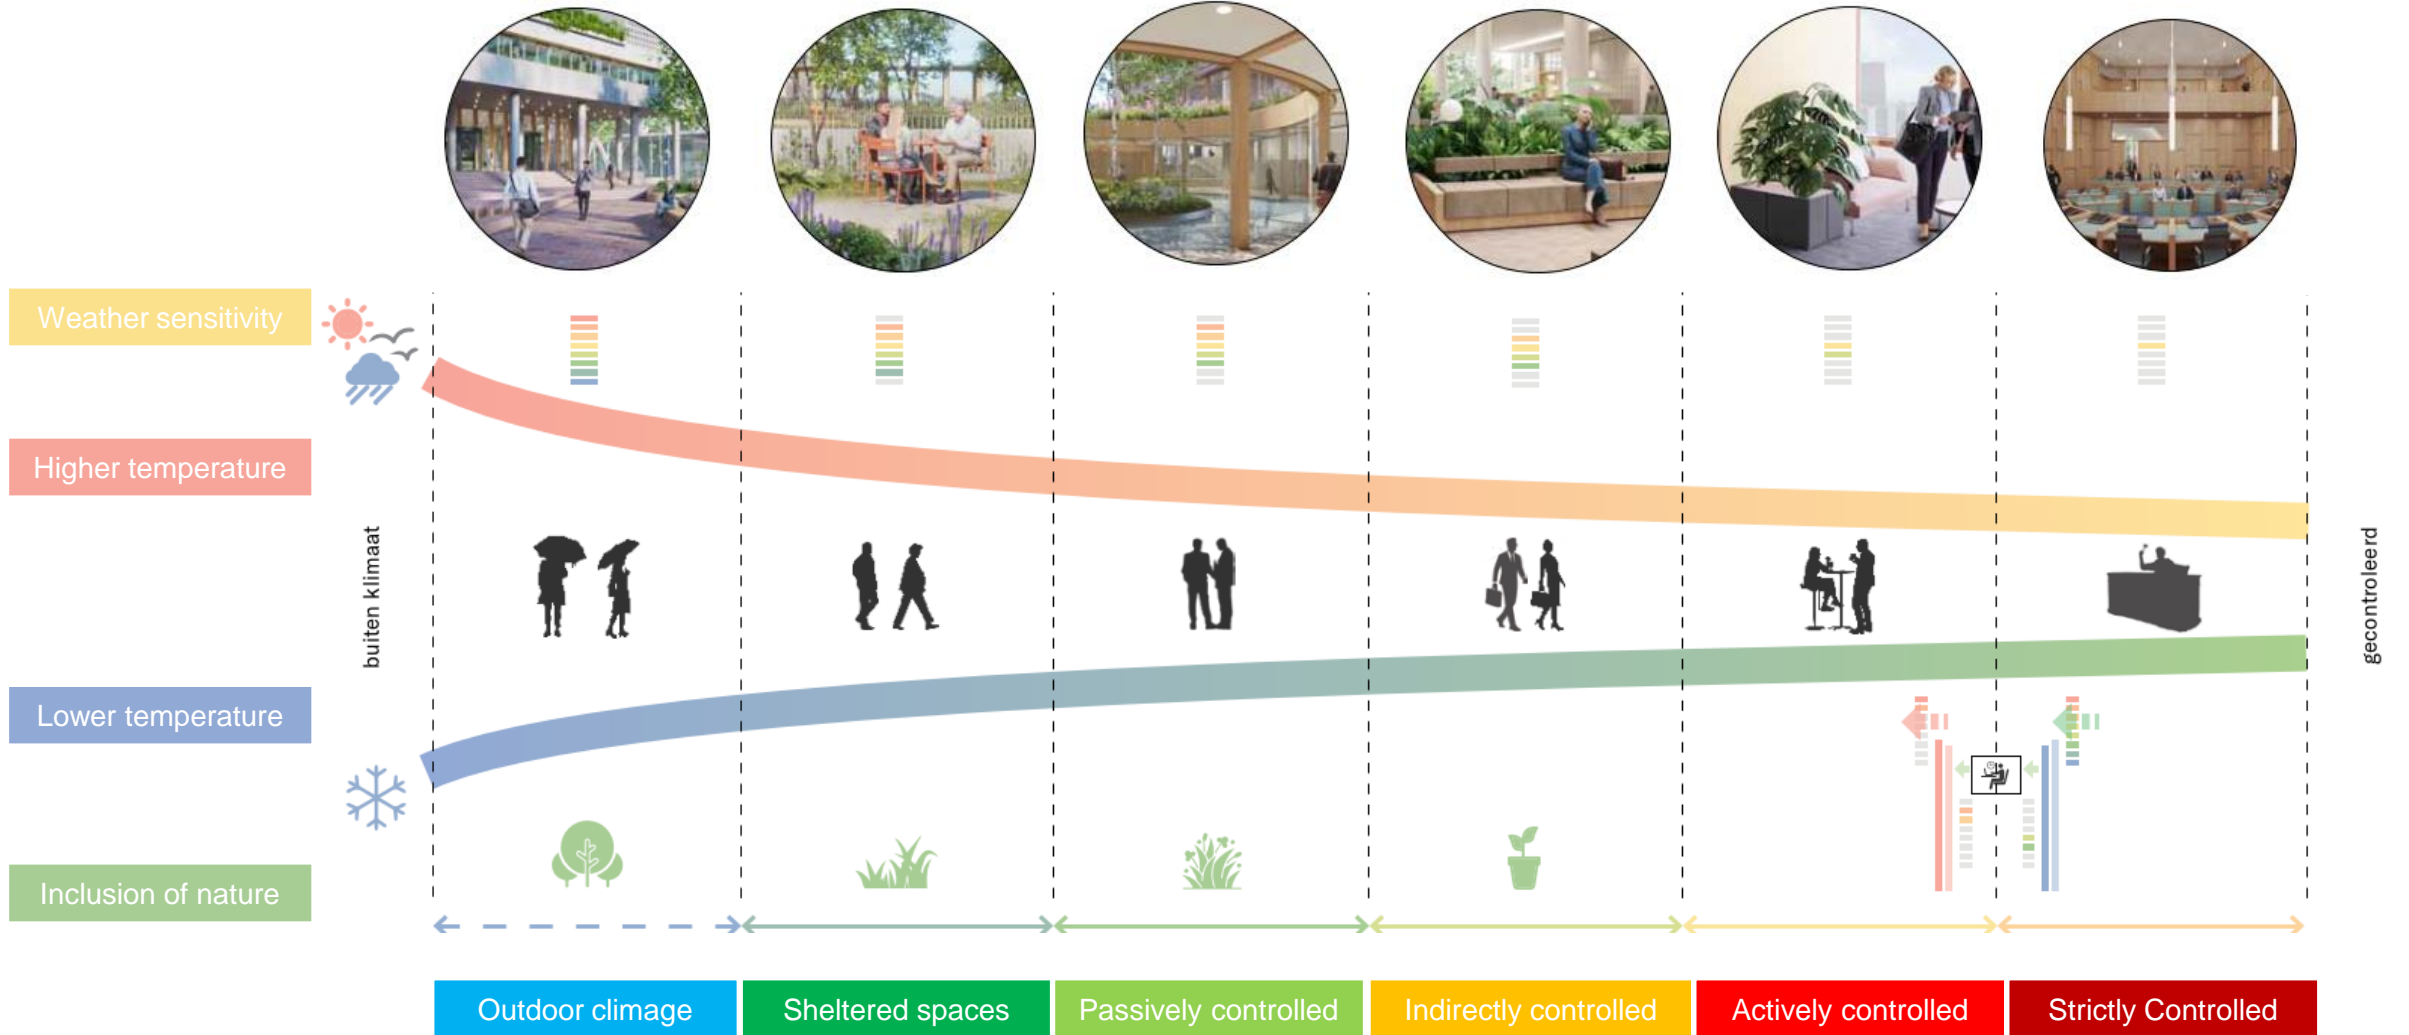 Weather sensitivity
Higher temperature
buiten klimaat
gecontroleerd
Lower temperature
Inclusion of nature
Outdoor climage
Sheltered spaces
Passively controlled
Indirectly controlled
Actively controlled
Strictly Controlled